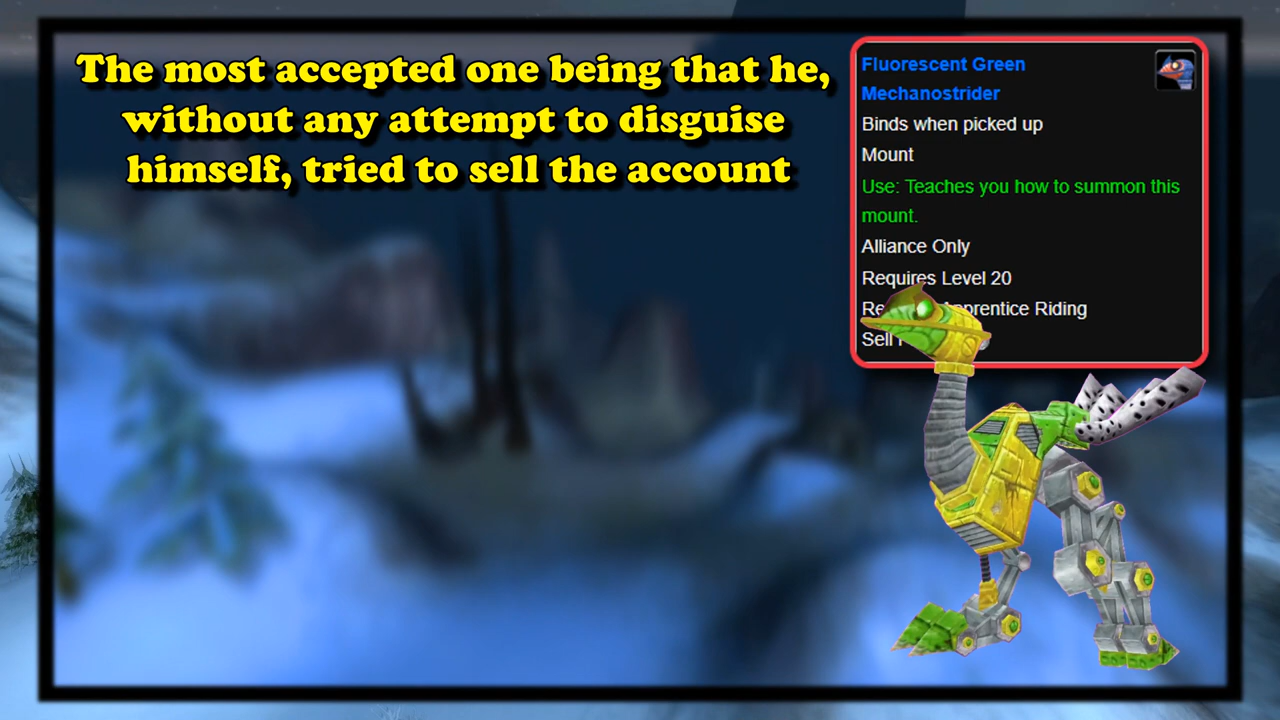 The most accepted one being that he,
without any attempt to disguise
himself, tried to sell the account
Fluorescent Green
Mechanostrider
Binds when picked up
Mount
Use: Teaches you how to summon this
mount.
Alliance Only
Requires Level 20
Apprentice Riding
Sell